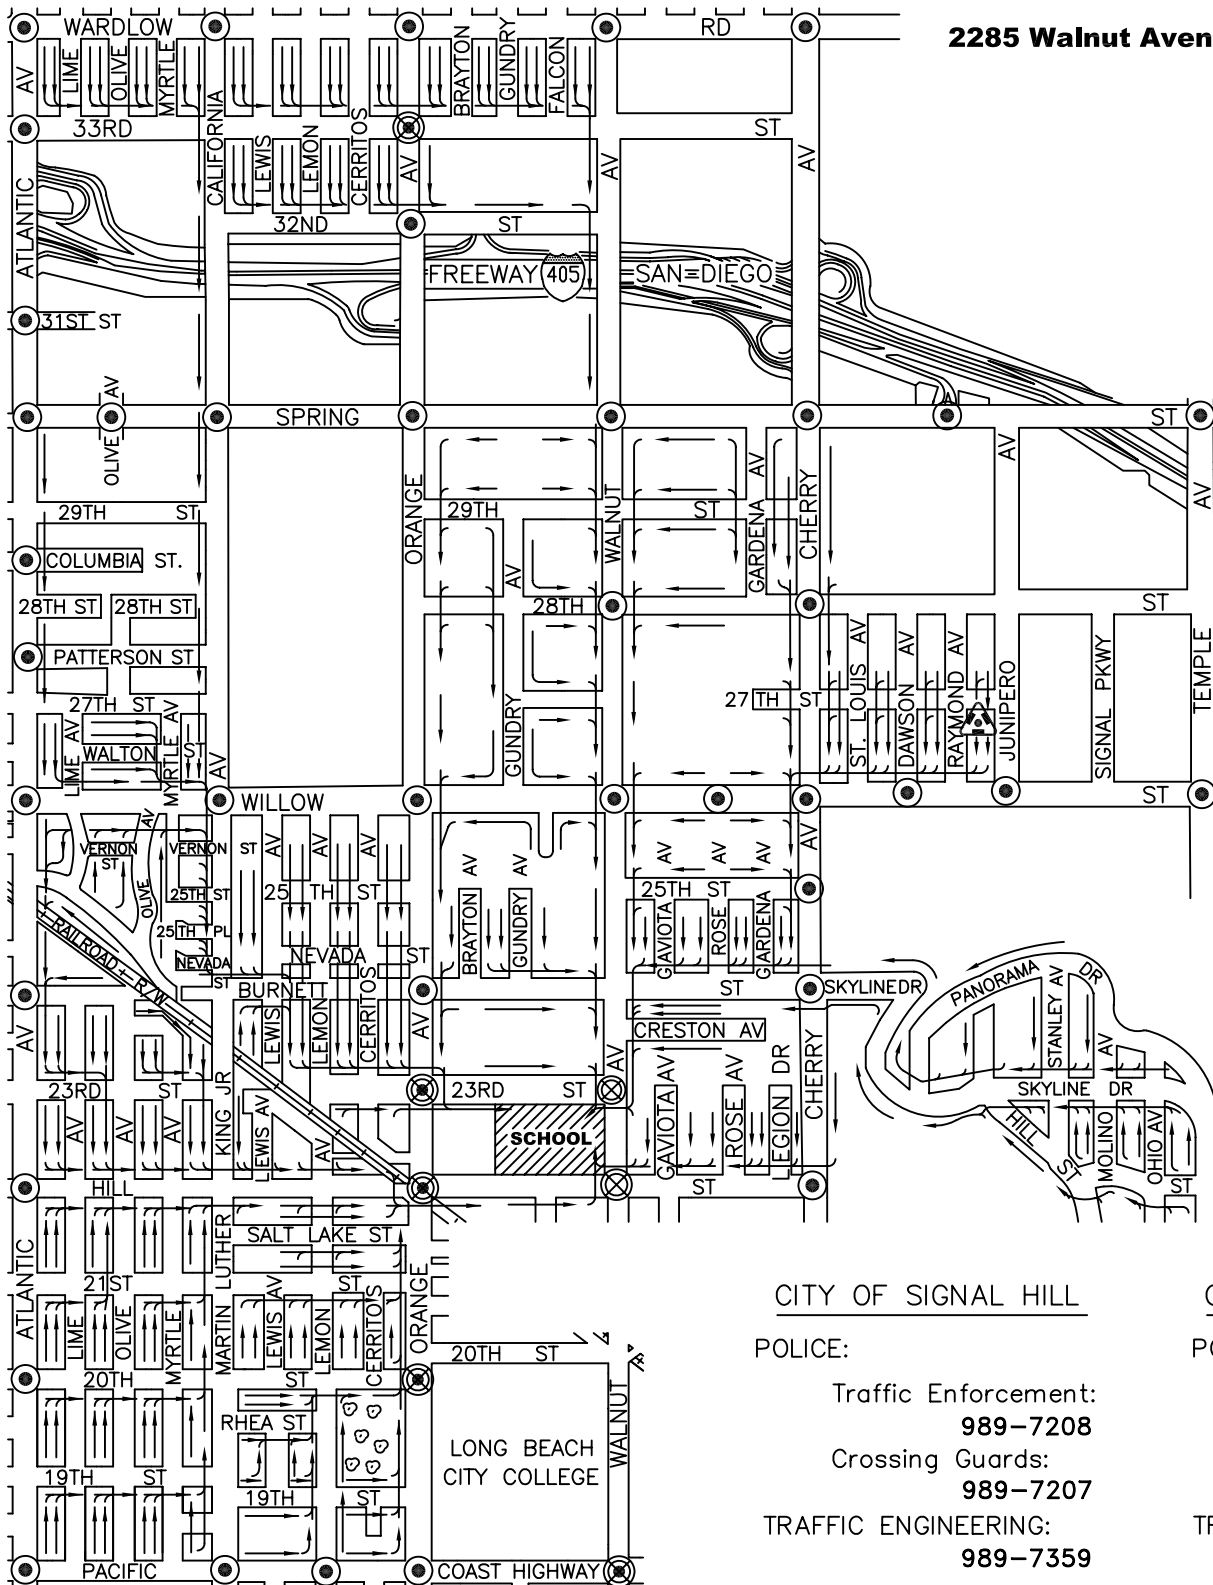 2285 Walnut Aven
WARDLOW RD
AV
LIME
OLIVE
MYRTLE
CALIFORNIA
LEWIS
LEMON
CERRITOS
AV
BRAYTON
GUNDRY
FALCON
AV
AV
33RD ST
ATLANTIC
32ND ST
FREEWAY 405 SAN DIEGO
31ST ST
OLIVE AV
SPRING ST
ORANGE
WALNUT
GARDENA AV
CHERRY
AV
AV
29TH ST
29TH ST
COLUMBIA ST.
28TH ST
28TH ST
AV
28TH ST
PATTERSON ST
27TH ST
27 TH ST
LIME AV
WALTON ST
MYRTLE AV
AV
GUNDRY
ST. LOUIS AV
DAWSON AV
RAYMOND AV
JUNIPERO
SIGNAL PKWY
TEMPLE
WILLOW ST
VERNON ST
VERNON ST
OLIVE AV
AV
AV
AV
AV
AV
AV
AV
AV
AV
25TH ST
25 TH ST
25TH ST
25TH PL
RAILROAD R/W
NEVADA ST
NEVADA ST
BRAYTON
GUNDRY
GAVIOTA
ROSE
GARDENA
BURNETT ST
SKYLINE DR
PANORAMA DR
STANLEY AV
AV
LEWIS
LEMON
CERRITOS
AV
CRESTON AV
AV
CHERRY
AV
SKYLINE DR
23RD ST
23RD ST
KING JR
LEWIS AV
AV
AV
AV
AV
SCHOOL
GAVIOTA AV
ROSE AV
LEGION DR
HILL ST
MOLINO
OHIO AV
HILL ST
ST
SALT LAKE ST
ATLANTIC
MARTIN LUTHER
ORANGE
21ST ST
LIME
OLIVE
MYRTLE
LEWIS AV
LEMON
CERRITOS
20TH ST
20TH ST
RHEA ST
WALNUT
LONG BEACH
CITY COLLEGE
19TH ST
19TH ST
PACIFIC COAST HIGHWAY
CITY OF SIGNAL HILL
POLICE:
Traffic Enforcement:
989-7208
Crossing Guards:
989-7207
TRAFFIC ENGINEERING:
989-7359